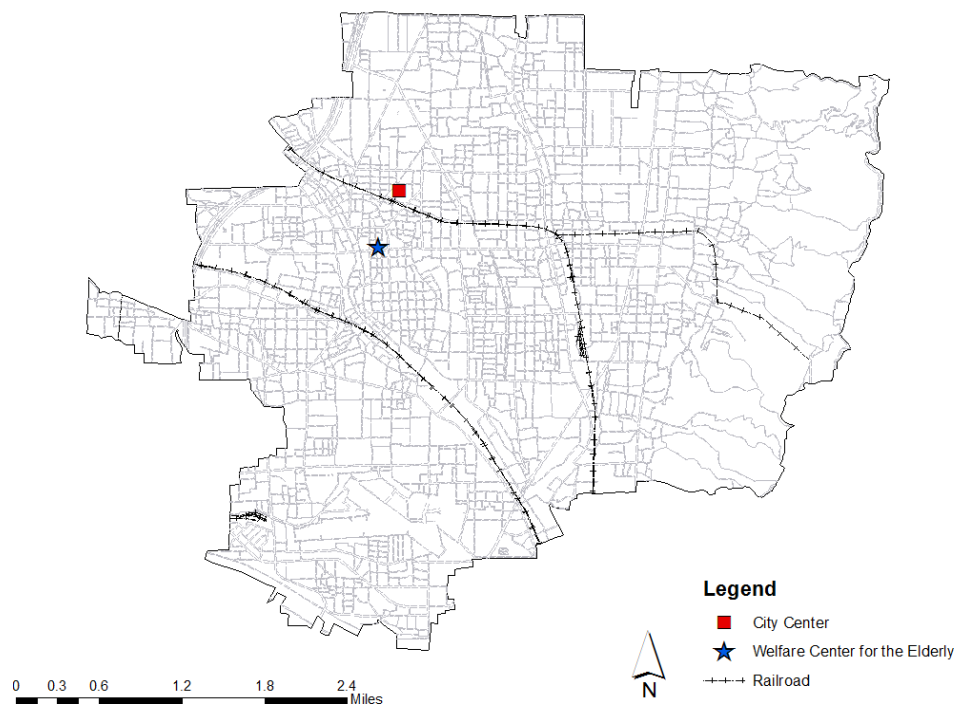 Legend
City Center
Welfare Center for the Elderly
Railroad
N
0 0.3 0.6 1.2 1.8 2.4
Miles